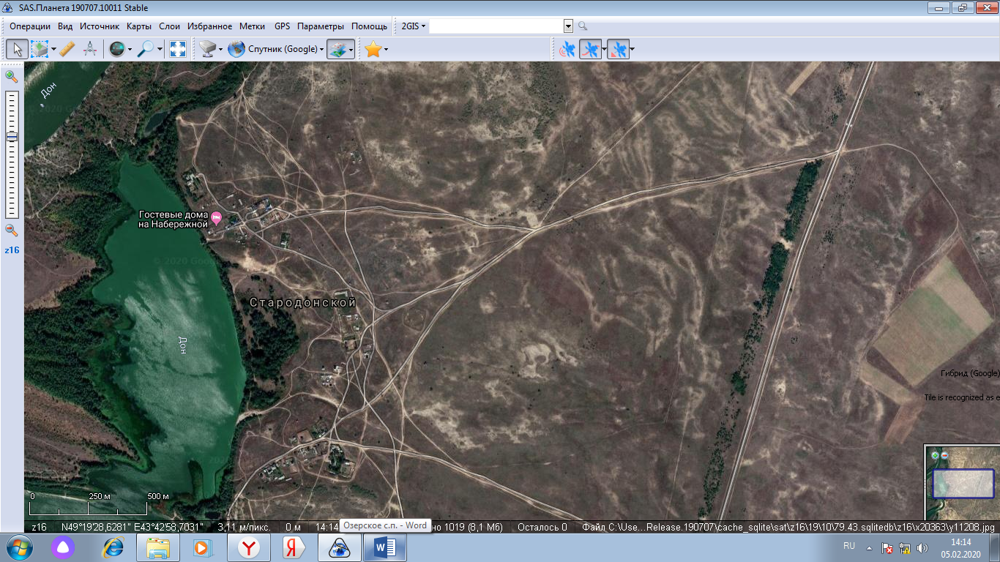 SAS.Планета 190707.10011 Stable
Операции Вид Источник Карты Слои Избранное Метки GPS Параметры Помощь 2GIS
Спутник (Google)
Дон
z16
Гостевые дома
на Набережной
© 2020 Google
Стародонской
Дон
Гибрид (Google)
Tile is recognized as e
0 250 м 500 м
z16 N49°19'28,6281" E43°42'58,7031" 3,11 м/пикс. 0 м 14:14 но 1019 (8,1 Мб) Осталось 0 Файл C:\Use...Release.190707\cache_sqlite\sat\z16\19\10\79.43.sqlitedb\z16\x20363\y11208.jpg
Озерское с.п. - Word
RU
14:14
05.02.2020